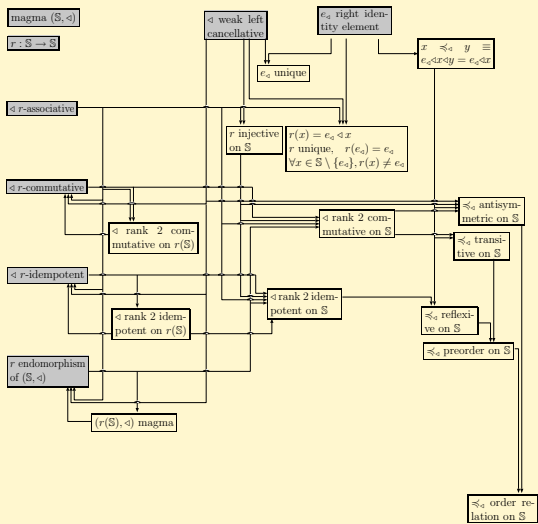 magma (𝕊, ◃)
r : 𝕊 → 𝕊
◃ weak left
cancellative
e◃ right iden-
tity element
x ≼◃ y ≡
e◃◃x◃y = e◃◃x
e◃ unique
◃ r-associative
r injective
on 𝕊
r(x) = e◃ ◃ x
r unique, r(e◃) = e◃
∀x ∈ 𝕊 \ {e◃}, r(x) ≠ e◃
◃ r-commutative
◃ rank 2 com-
mutative on r(𝕊)
◃ rank 2 com-
mutative on 𝕊
≼◃ antisym-
metric on 𝕊
≼◃ transi-
tive on 𝕊
◃ r-idempotent
◃ rank 2 idem-
potent on r(𝕊)
◃ rank 2 idem-
potent on 𝕊
≼◃ reflexi-
ve on 𝕊
≼◃ preorder on 𝕊
r endomorphism
of (𝕊, ◃)
(r(𝕊), ◃) magma
≼◃ order re-
lation on 𝕊